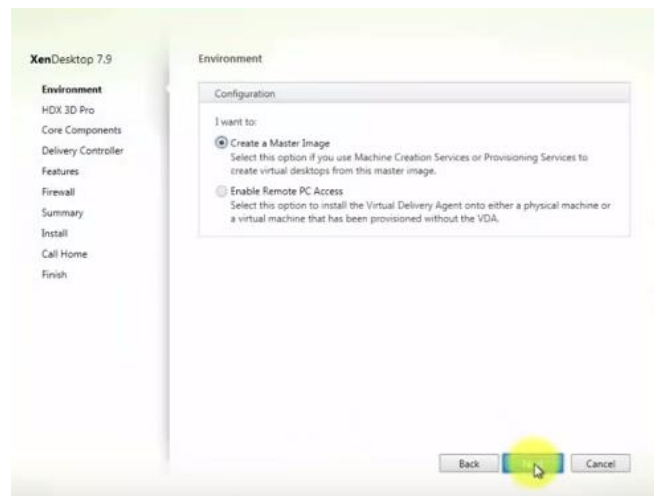 XenDesktop 7.9
Environment
HDX 3D Pro
Core Components
Delivery Controller
Features
Firewall
Summary
Install
Call Home
Finish
Environment
Configuration
I want to:
Create a Master Image
Select this option if you use Machine Creation Services or Provisioning Services to
create virtual desktops from this master image.
Enable Remote PC Access
Select this option to install the Virtual Delivery Agent onto either a physical machine or
a virtual machine that has been provisioned without the VDA.
Back
Cancel